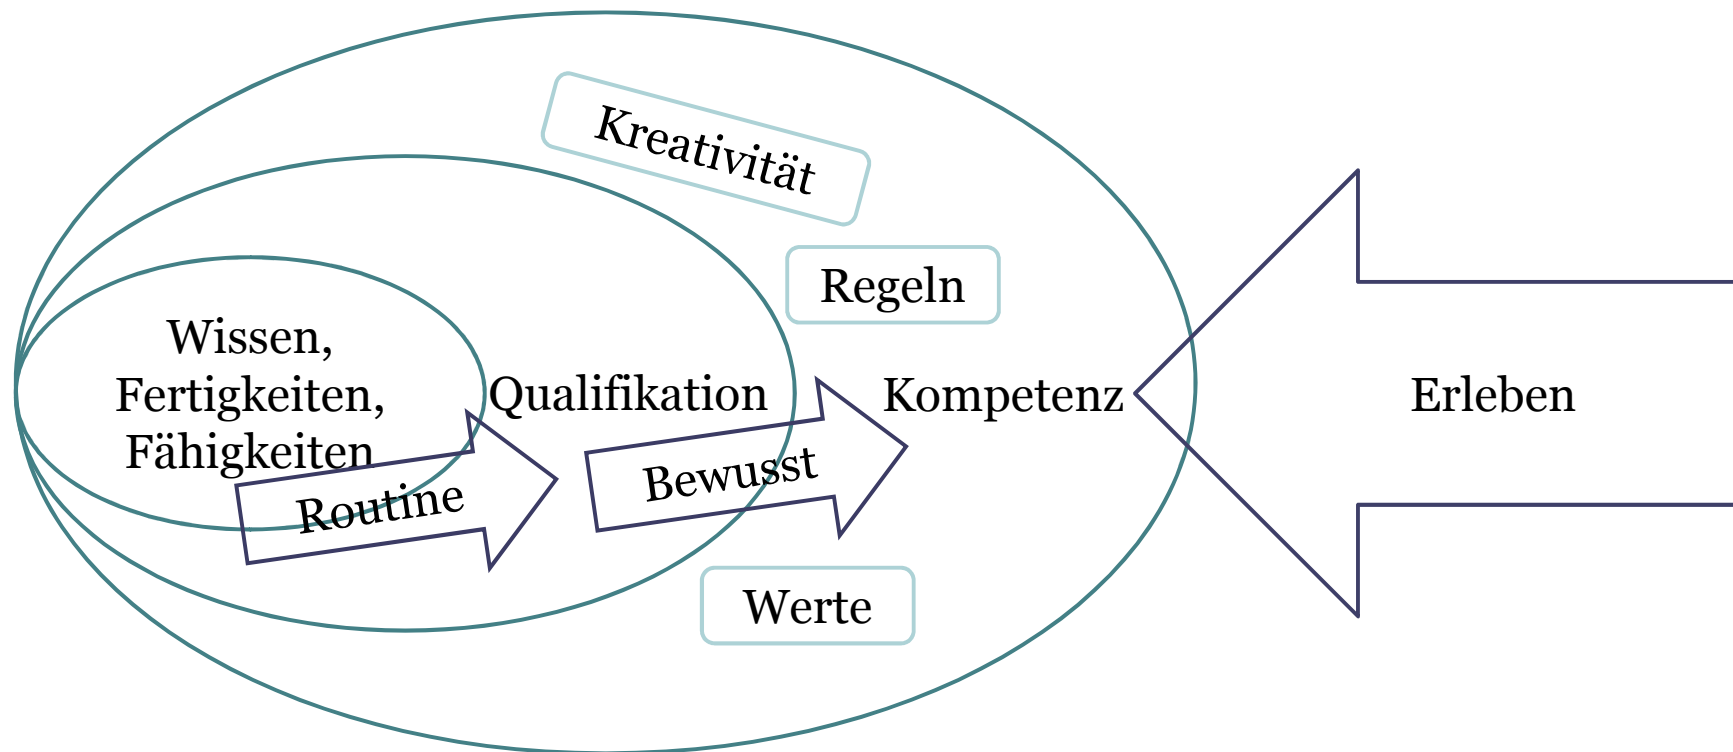 Kreativität
Regeln
Wissen,
Fertigkeiten,
Fähigkeiten
Qualifikation
Kompetenz
Erleben
Routine
Bewusst
Werte